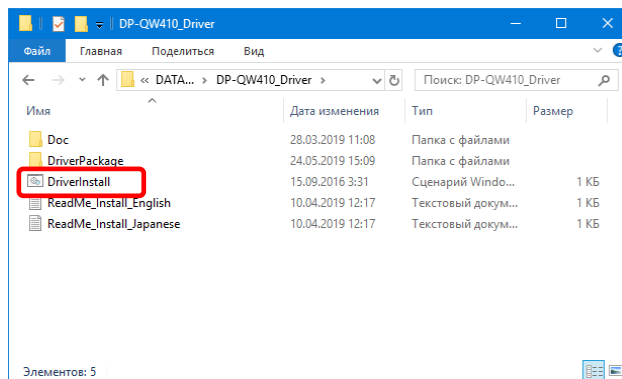 DP-QW410_Driver
Файл Главная Поделиться Вид
« DATA... › DP-QW410_Driver › Поиск: DP-QW410_Driver
Имя Дата изменения Тип Размер
Doc 28.03.2019 11:08 Папка с файлами
DriverPackage 24.05.2019 15:09 Папка с файлами
DriverInstall 15.09.2016 3:31 Сценарий Windo... 1 КБ
ReadMe_Install_English 10.04.2019 12:17 Текстовый докум... 1 КБ
ReadMe_Install_Japanese 10.04.2019 12:17 Текстовый докум... 1 КБ
Элементов: 5